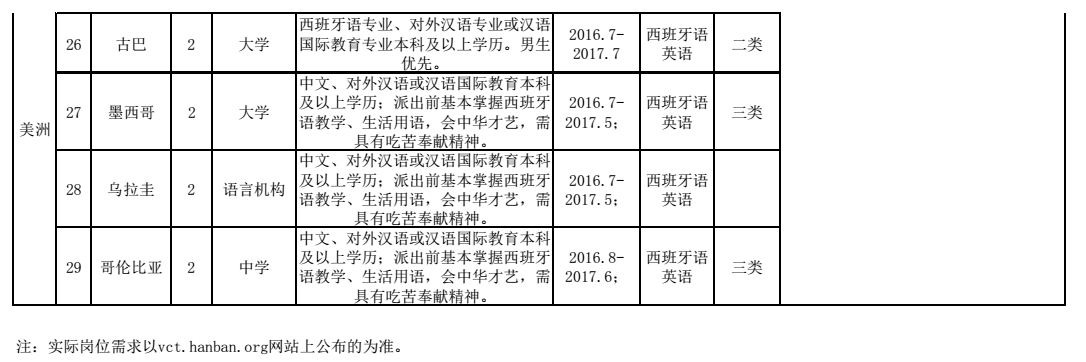 美洲
26
古巴
2
大学
西班牙语专业、对外汉语专业或汉语
国际教育专业本科及以上学历。男生
优先。
2016.7-
2017.7
西班牙语
英语
二类
27
墨西哥
2
大学
中文、对外汉语或汉语国际教育本科
及以上学历；派出前基本掌握西班牙
语教学、生活用语，会中华才艺，需
具有吃苦奉献精神。
2016.7-
2017.5；
西班牙语
英语
三类
28
乌拉圭
2
语言机构
中文、对外汉语或汉语国际教育本科
及以上学历；派出前基本掌握西班牙
语教学、生活用语，会中华才艺，需
具有吃苦奉献精神。
2016.7-
2017.5；
西班牙语
英语
29
哥伦比亚
2
中学
中文、对外汉语或汉语国际教育本科
及以上学历；派出前基本掌握西班牙
语教学、生活用语，会中华才艺，需
具有吃苦奉献精神。
2016.8-
2017.6；
西班牙语
英语
三类
注：实际岗位需求以vct.hanban.org网站上公布的为准。